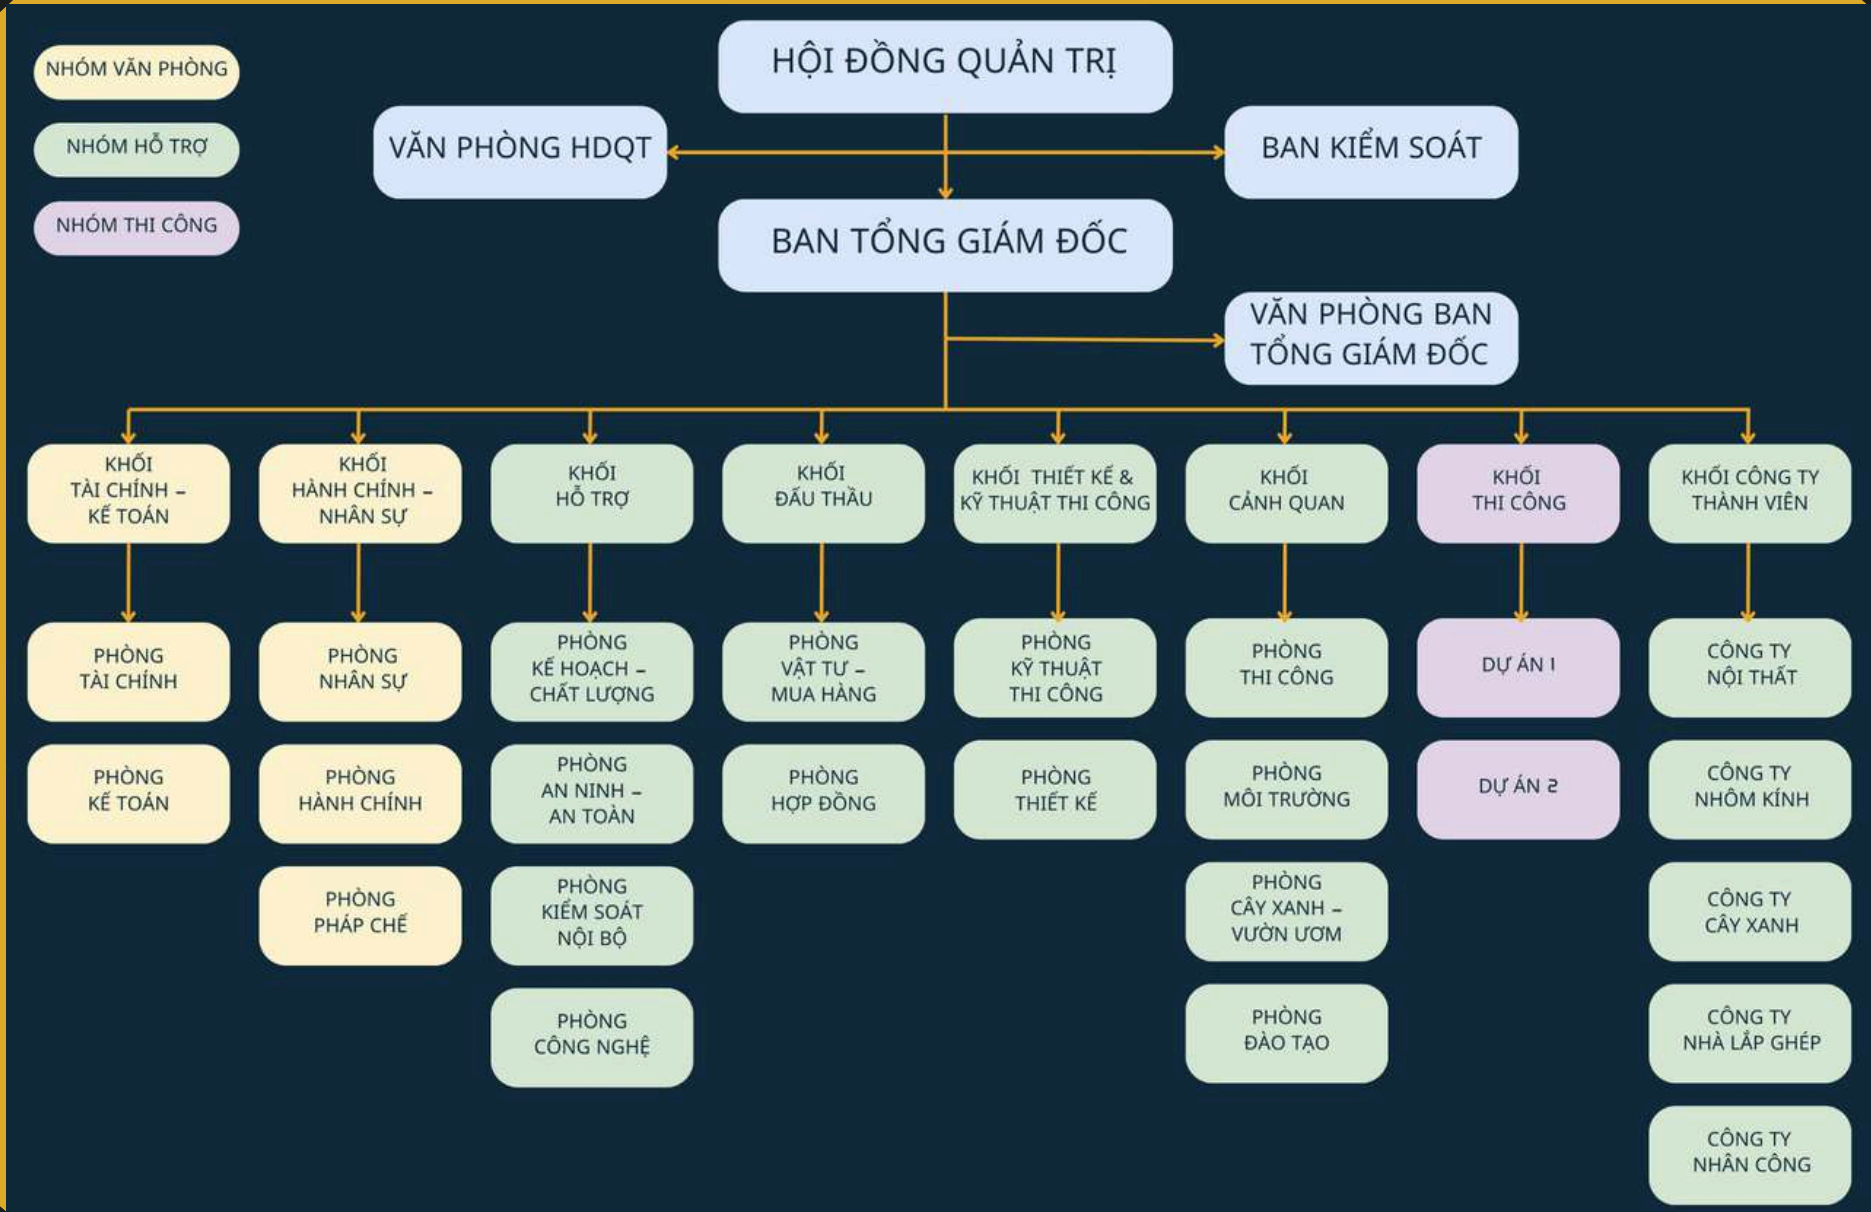 NHÓM VĂN PHÒNG
NHÓM HỖ TRỢ
NHÓM THI CÔNG
HỘI ĐỒNG QUẢN TRỊ
VĂN PHÒNG HDQT
BAN KIỂM SOÁT
BAN TỔNG GIÁM ĐỐC
VĂN PHÒNG BAN
TỔNG GIÁM ĐỐC
KHỐI
TÀI CHÍNH –
KẾ TOÁN
PHÒNG
TÀI CHÍNH
PHÒNG
KẾ TOÁN
KHỐI
HÀNH CHÍNH –
NHÂN SỰ
PHÒNG
NHÂN SỰ
PHÒNG
HÀNH CHÍNH
PHÒNG
PHÁP CHẾ
KHỐI
HỖ TRỢ
PHÒNG
KẾ HOẠCH –
CHẤT LƯỢNG
PHÒNG
AN NINH –
AN TOÀN
PHÒNG
KIỂM SOÁT
NỘI BỘ
PHÒNG
CÔNG NGHỆ
KHỐI
ĐẤU THẦU
PHÒNG
VẬT TƯ –
MUA HÀNG
PHÒNG
HỢP ĐỒNG
KHỐI THIẾT KẾ &
KỸ THUẬT THI CÔNG
PHÒNG
KỸ THUẬT
THI CÔNG
PHÒNG
THIẾT KẾ
KHỐI
CẢNH QUAN
PHÒNG
THI CÔNG
PHÒNG
MÔI TRƯỜNG
PHÒNG
CÂY XANH –
VƯỜN ƯƠM
PHÒNG
ĐÀO TẠO
KHỐI
THI CÔNG
DỰ ÁN 1
DỰ ÁN 2
KHỐI CÔNG TY
THÀNH VIÊN
CÔNG TY
NỘI THẤT
CÔNG TY
NHÔM KÍNH
CÔNG TY
CÂY XANH
CÔNG TY
NHÀ LẮP GHÉP
CÔNG TY
NHÂN CÔNG